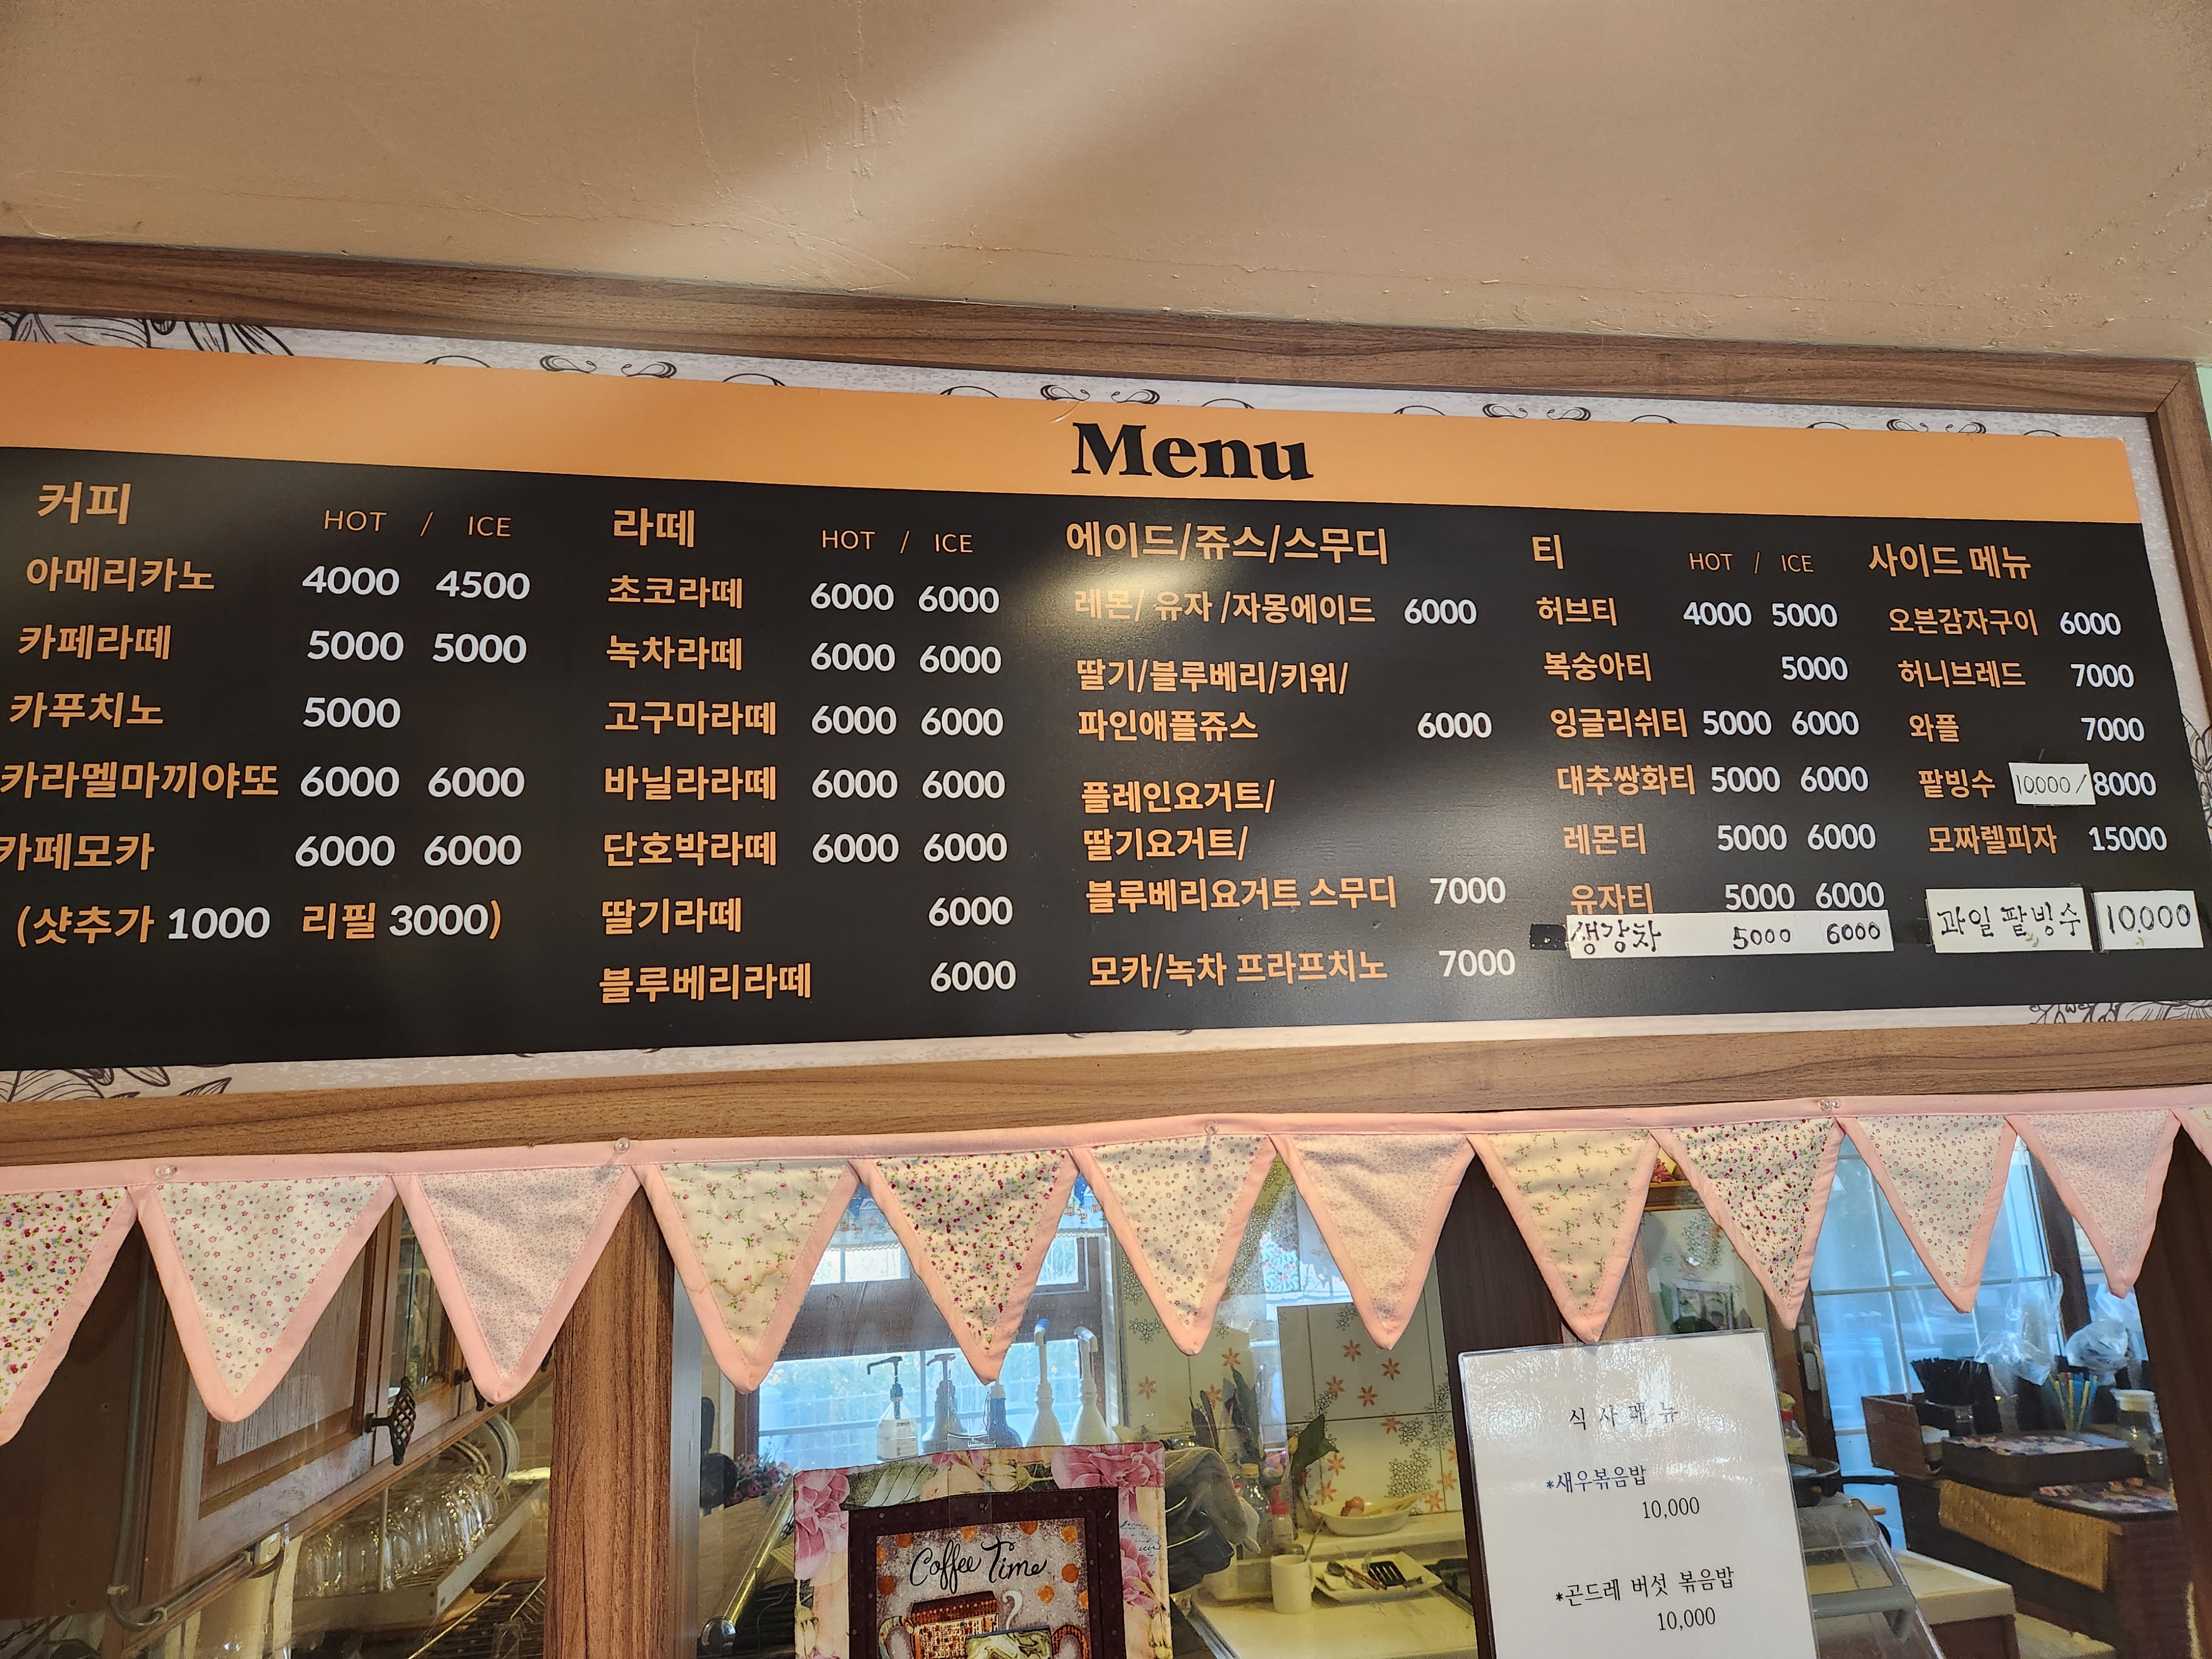 Menu
커피 HOT / ICE
아메리카노 4000 4500
카페라떼 5000 5000
카푸치노 5000
카라멜마끼야또 6000 6000
카페모카 6000 6000
(샷추가 1000 리필 3000)
라떼 HOT / ICE
초코라떼 6000 6000
녹차라떼 6000 6000
고구마라떼 6000 6000
바닐라라떼 6000 6000
단호박라떼 6000 6000
딸기라떼 6000
블루베리라떼 6000
에이드/쥬스/스무디
레몬/ 유자 /자몽에이드 6000
딸기/블루베리/키위/
파인애플쥬스 6000
플레인요거트/
딸기요거트/
블루베리요거트 스무디 7000
모카/녹차 프라프치노 7000
티 HOT / ICE
허브티 4000 5000
복숭아티 5000
잉글리쉬티 5000 6000
대추쌍화티 5000 6000
레몬티 5000 6000
유자티 5000 6000
생강차 5000 6000
사이드 메뉴
오븐감자구이 6000
허니브레드 7000
와플 7000
팥빙수 10,000/8000
모짜렐피자 15000
과일 팥빙수 10,000
식사메뉴
*새우볶음밥
10,000
*곤드레 버섯 볶음밥
10,000
Coffee Time